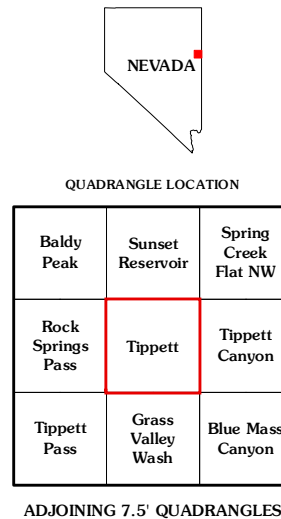 NEVADA
QUADRANGLE LOCATION
Baldy
Peak
Sunset
Reservoir
Spring
Creek
Flat NW
Rock
Springs
Pass
Tippett
Tippett
Canyon
Tippett
Pass
Grass
Valley
Wash
Blue Mass
Canyon
ADJOINING 7.5' QUADRANGLES